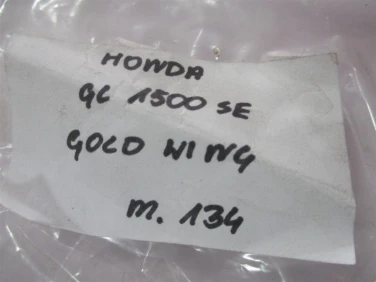 HONDA
GL 1500 SE
GOLD WING
M. 134